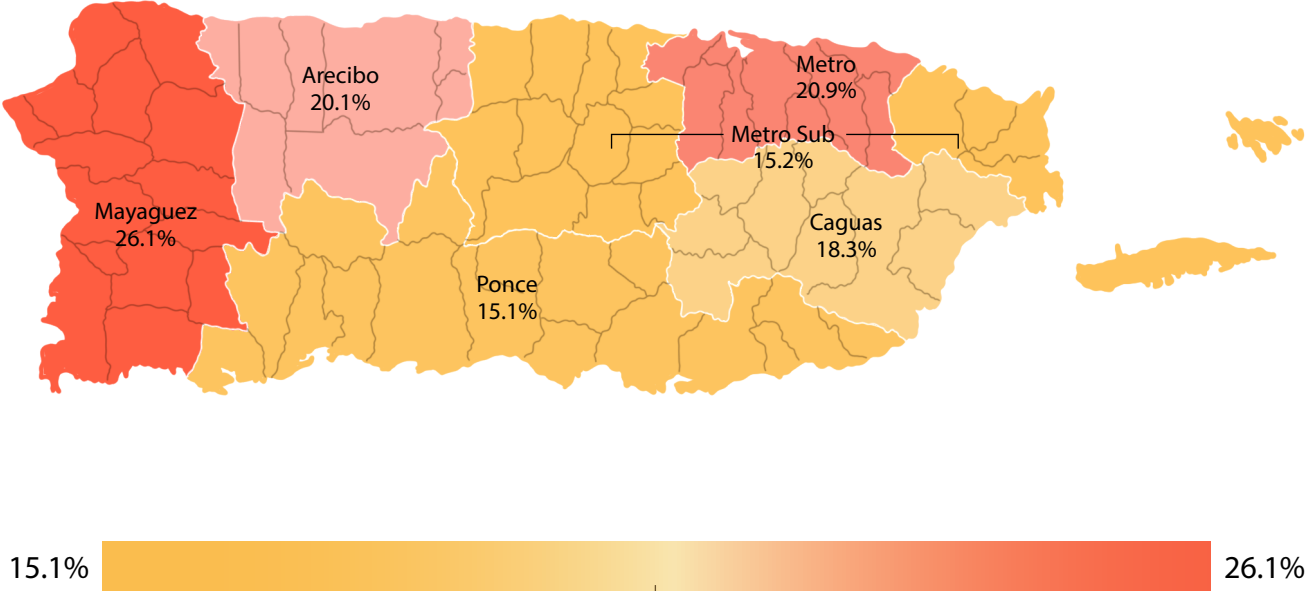 Arecibo
20.1%
Metro
20.9%
Metro Sub
15.2%
Mayaguez
26.1%
Caguas
18.3%
Ponce
15.1%
15.1%
26.1%